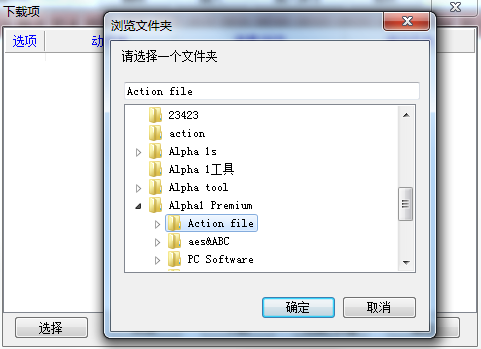 下载项
浏览文件夹
选项
动
请选择一个文件夹
Action file
23423
action
Alpha 1s
Alpha 1工具
Alpha tool
Alpha1 Premium
Action file
aes&ABC
PC Software
确定
取消
选择